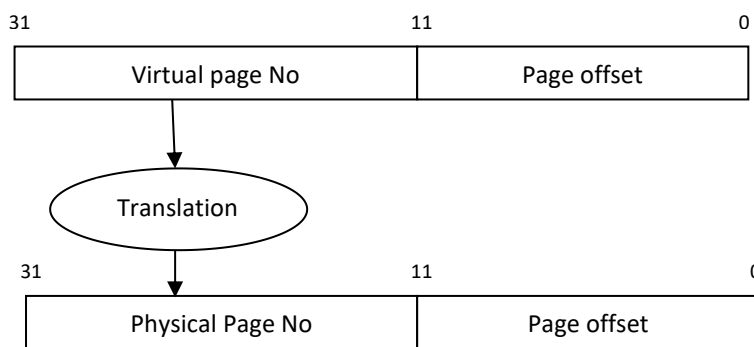 31 11 0
Virtual page No Page offset
Translation
31 11 0
Physical Page No Page offset